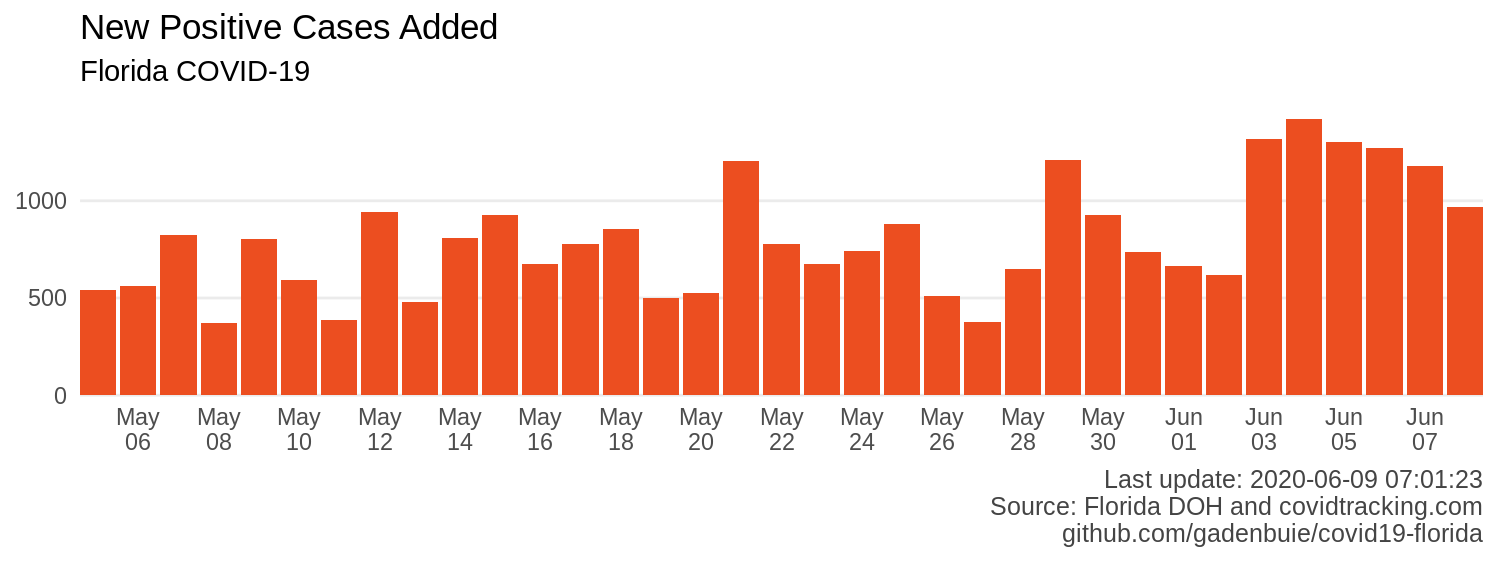 New Positive Cases Added
Florida COVID-19
1000
500
0
May May May May May May May May May May May May May Jun Jun Jun Jun
06 08 10 12 14 16 18 20 22 24 26 28 30 01 03 05 07
Last update: 2020-06-09 07:01:23
Source: Florida DOH and covidtracking.com
github.com/gadenbuie/covid19-florida